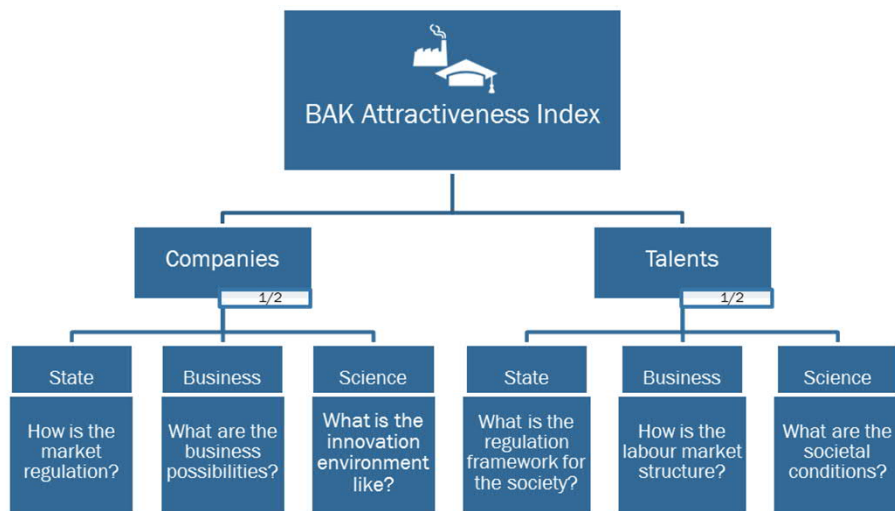 BAK Attractiveness Index
Companies
1/2
Talents
1/2
State
Business
Science
State
Business
Science
How is the
market
regulation?
What are the
business
possibilities?
What is the
innovation
environment
like?
What is the
regulation
framework for
the society?
How is the
labour market
structure?
What are the
societal
conditions?